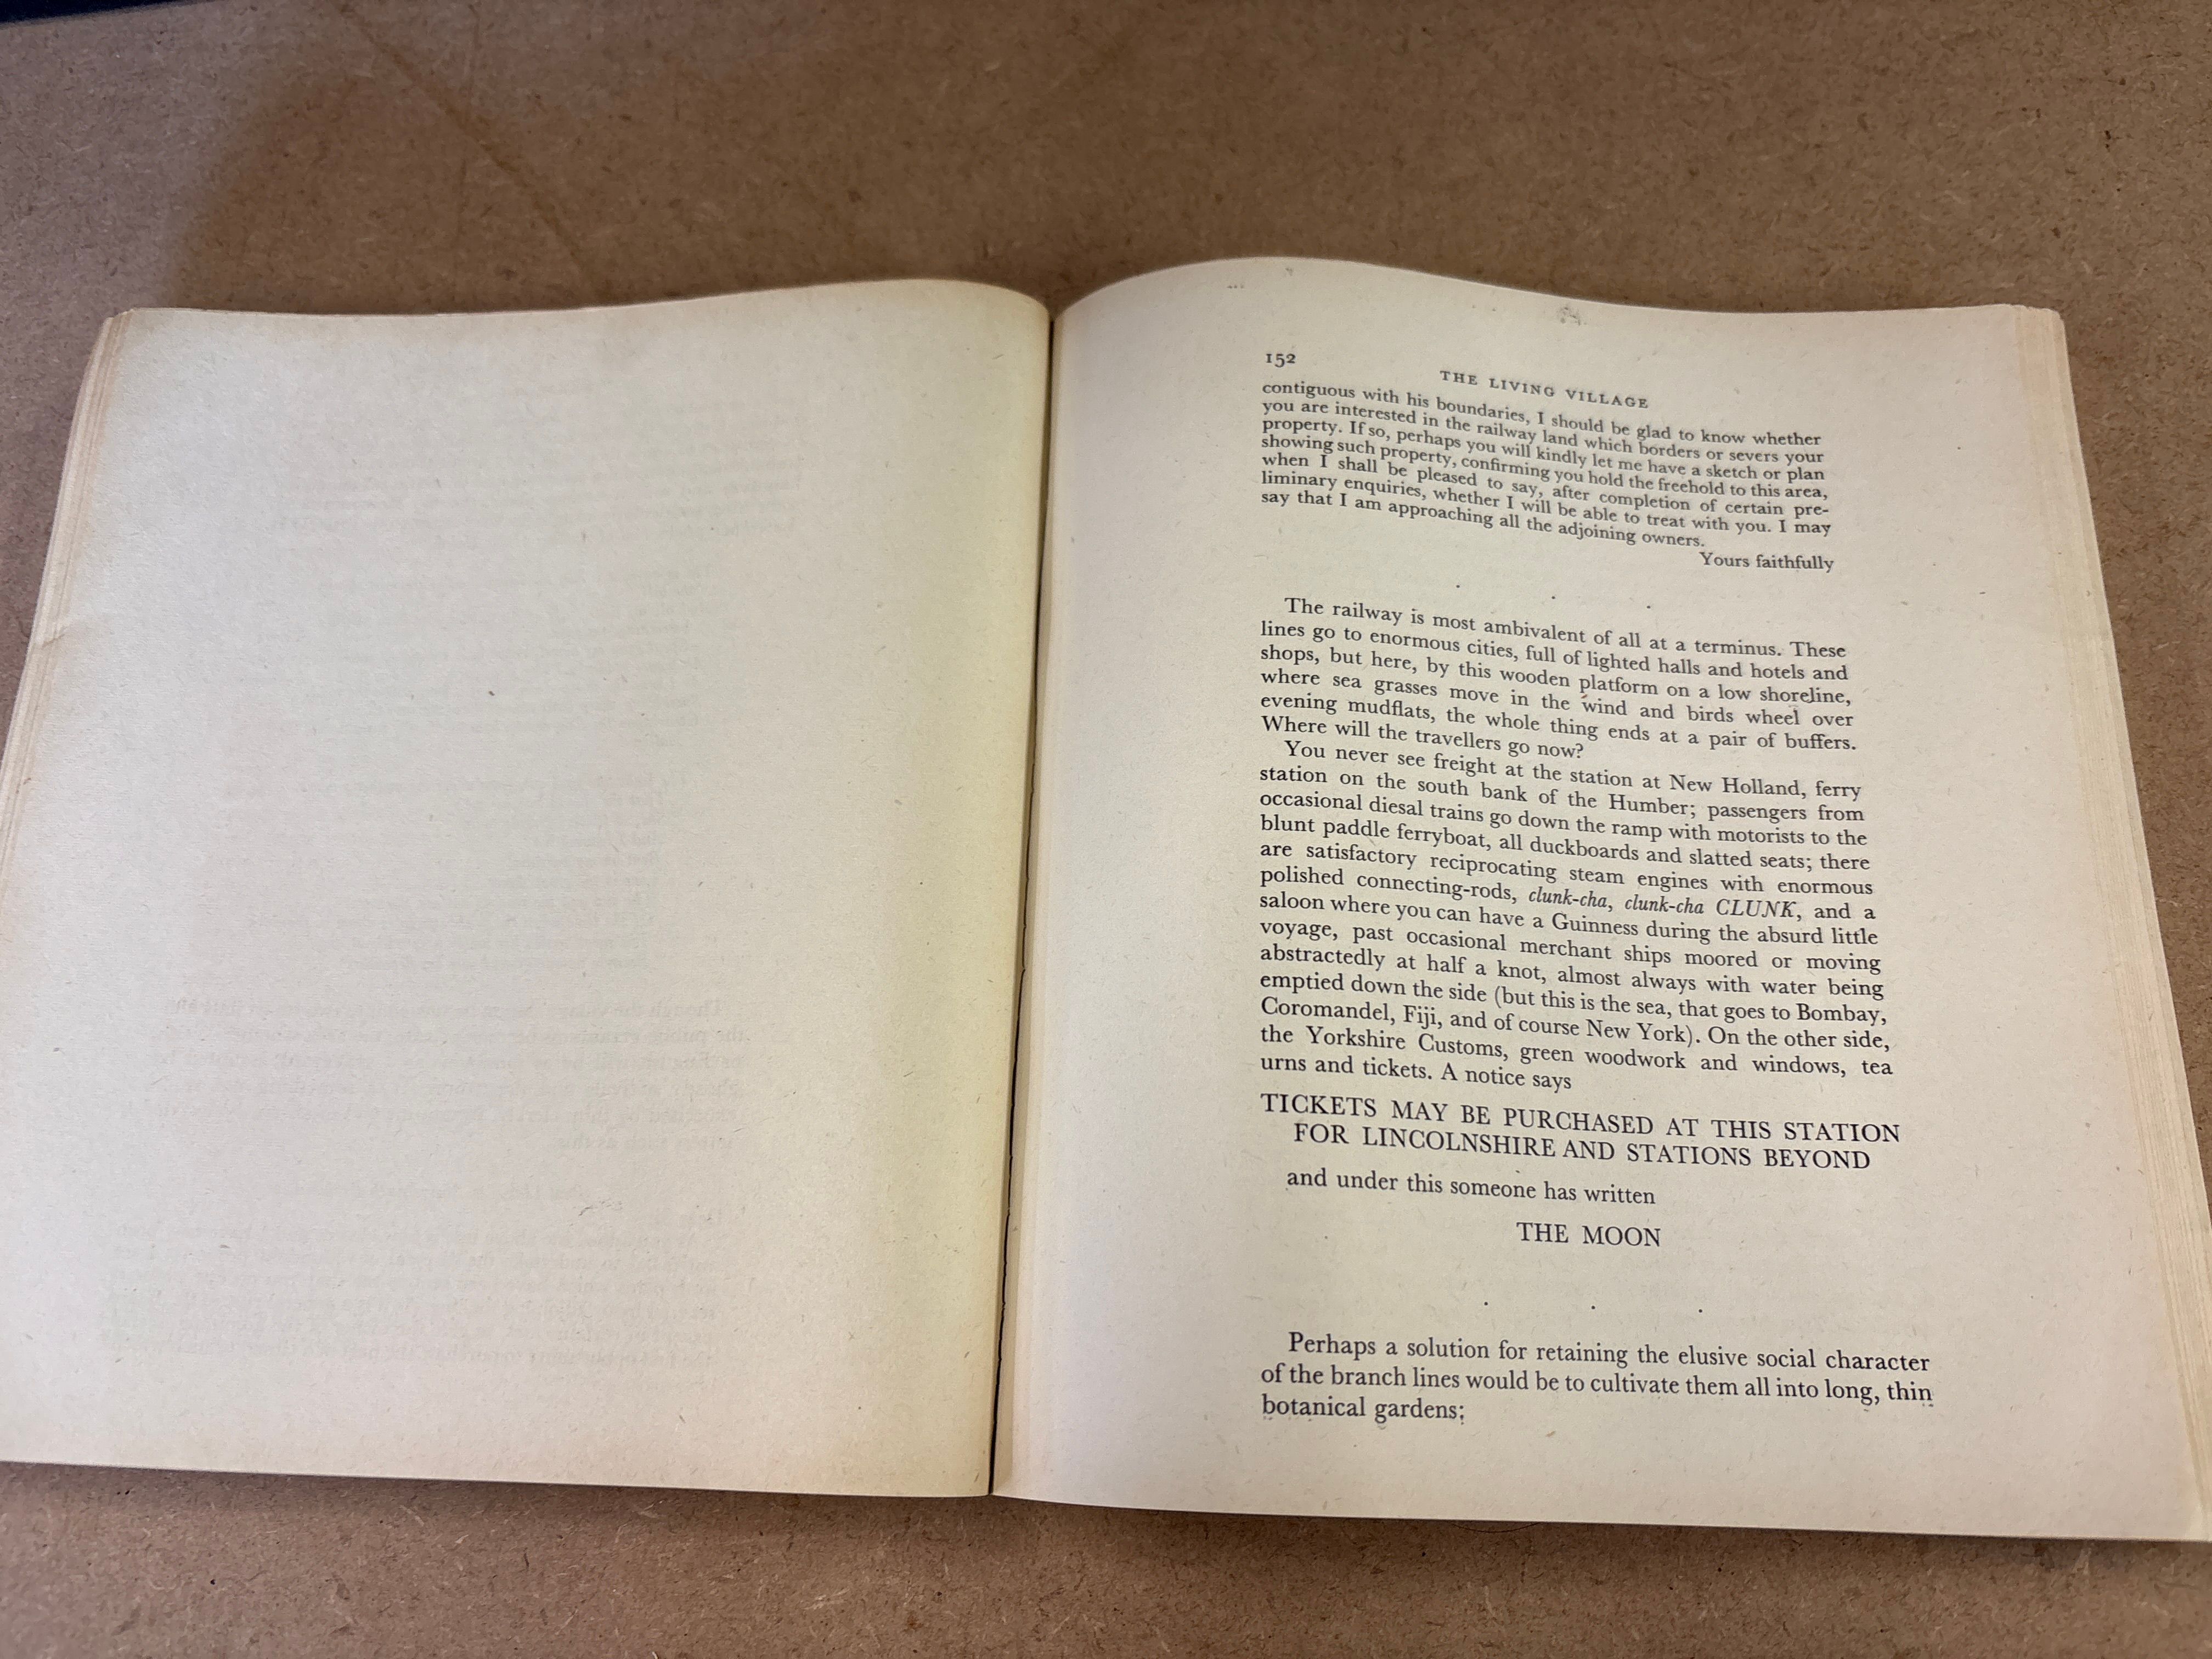 152
THE LIVING VILLAGE
contiguous with his boundaries, I should be glad to know whether
you are interested in the railway land which borders or severs your
property. If so, perhaps you will kindly let me have a sketch or plan
showing such property, confirming you hold the freehold to this area,
when I shall be pleased to say, after completion of certain pre-
liminary enquiries, whether I will be able to treat with you. I may
say that I am approaching all the adjoining owners.
Yours faithfully
. . .
The railway is most ambivalent of all at a terminus. These
lines go to enormous cities, full of lighted halls and hotels and
shops, but here, by this wooden platform on a low shoreline,
where sea grasses move in the wind and birds wheel over
evening mudflats, the whole thing ends at a pair of buffers.
Where will the travellers go now?
You never see freight at the station at New Holland, ferry
station on the south bank of the Humber; passengers from
occasional diesal trains go down the ramp with motorists to the
blunt paddle ferryboat, all duckboards and slatted seats; there
are satisfactory reciprocating steam engines with enormous
polished connecting-rods, clunk-cha, clunk-cha CLUNK, and a
saloon where you can have a Guinness during the absurd little
voyage, past occasional merchant ships moored or moving
abstractedly at half a knot, almost always with water being
emptied down the side (but this is the sea, that goes to Bombay,
Coromandel, Fiji, and of course New York). On the other side,
the Yorkshire Customs, green woodwork and windows, tea
urns and tickets. A notice says
TICKETS MAY BE PURCHASED AT THIS STATION
FOR LINCOLNSHIRE AND STATIONS BEYOND
and under this someone has written
THE MOON
. . .
Perhaps a solution for retaining the elusive social character
of the branch lines would be to cultivate them all into long, thin
botanical gardens;